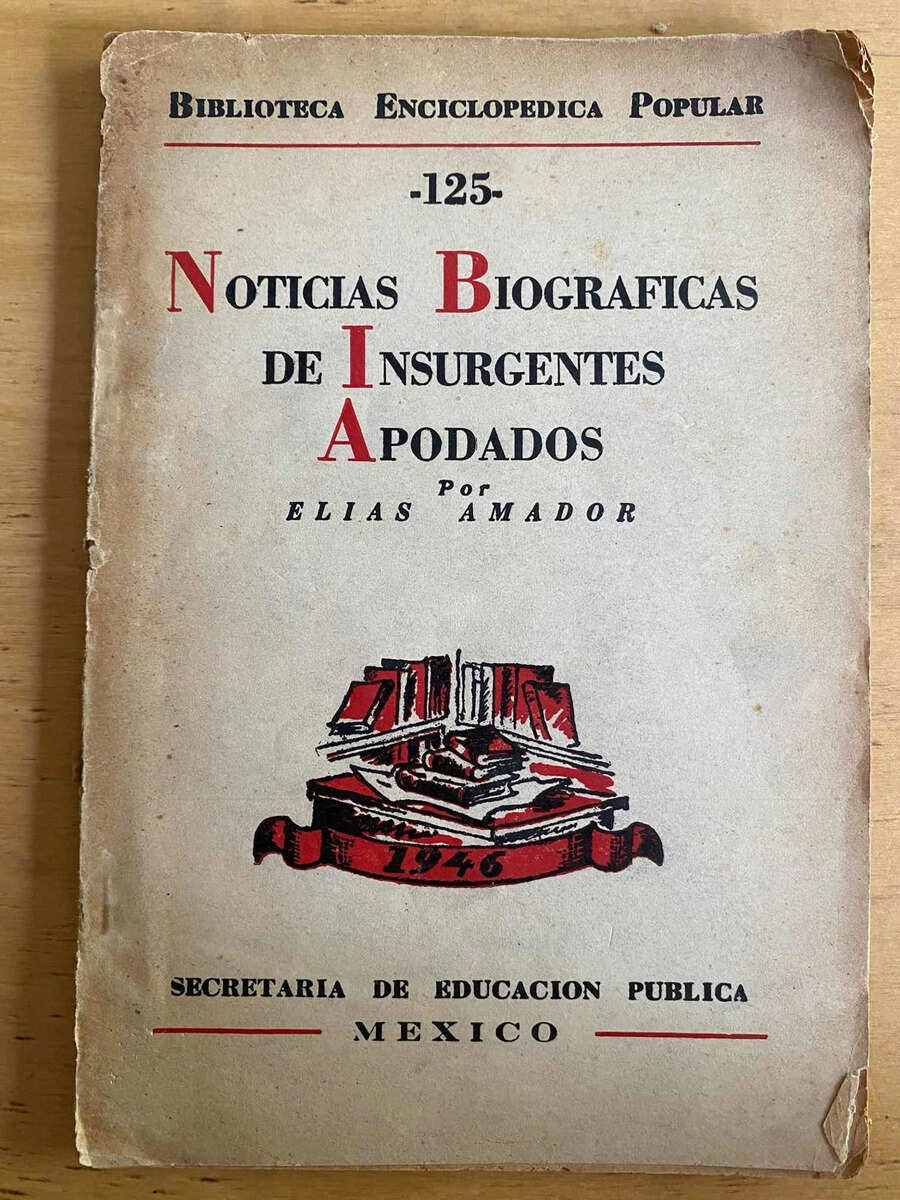 BIBLIOTECA ENCICLOPEDICA POPULAR
-125-
NOTICIAS BIOGRAFICAS
DE INSURGENTES
APODADOS
Por
ELIAS AMADOR
1946
SECRETARIA DE EDUCACION PUBLICA
MEXICO